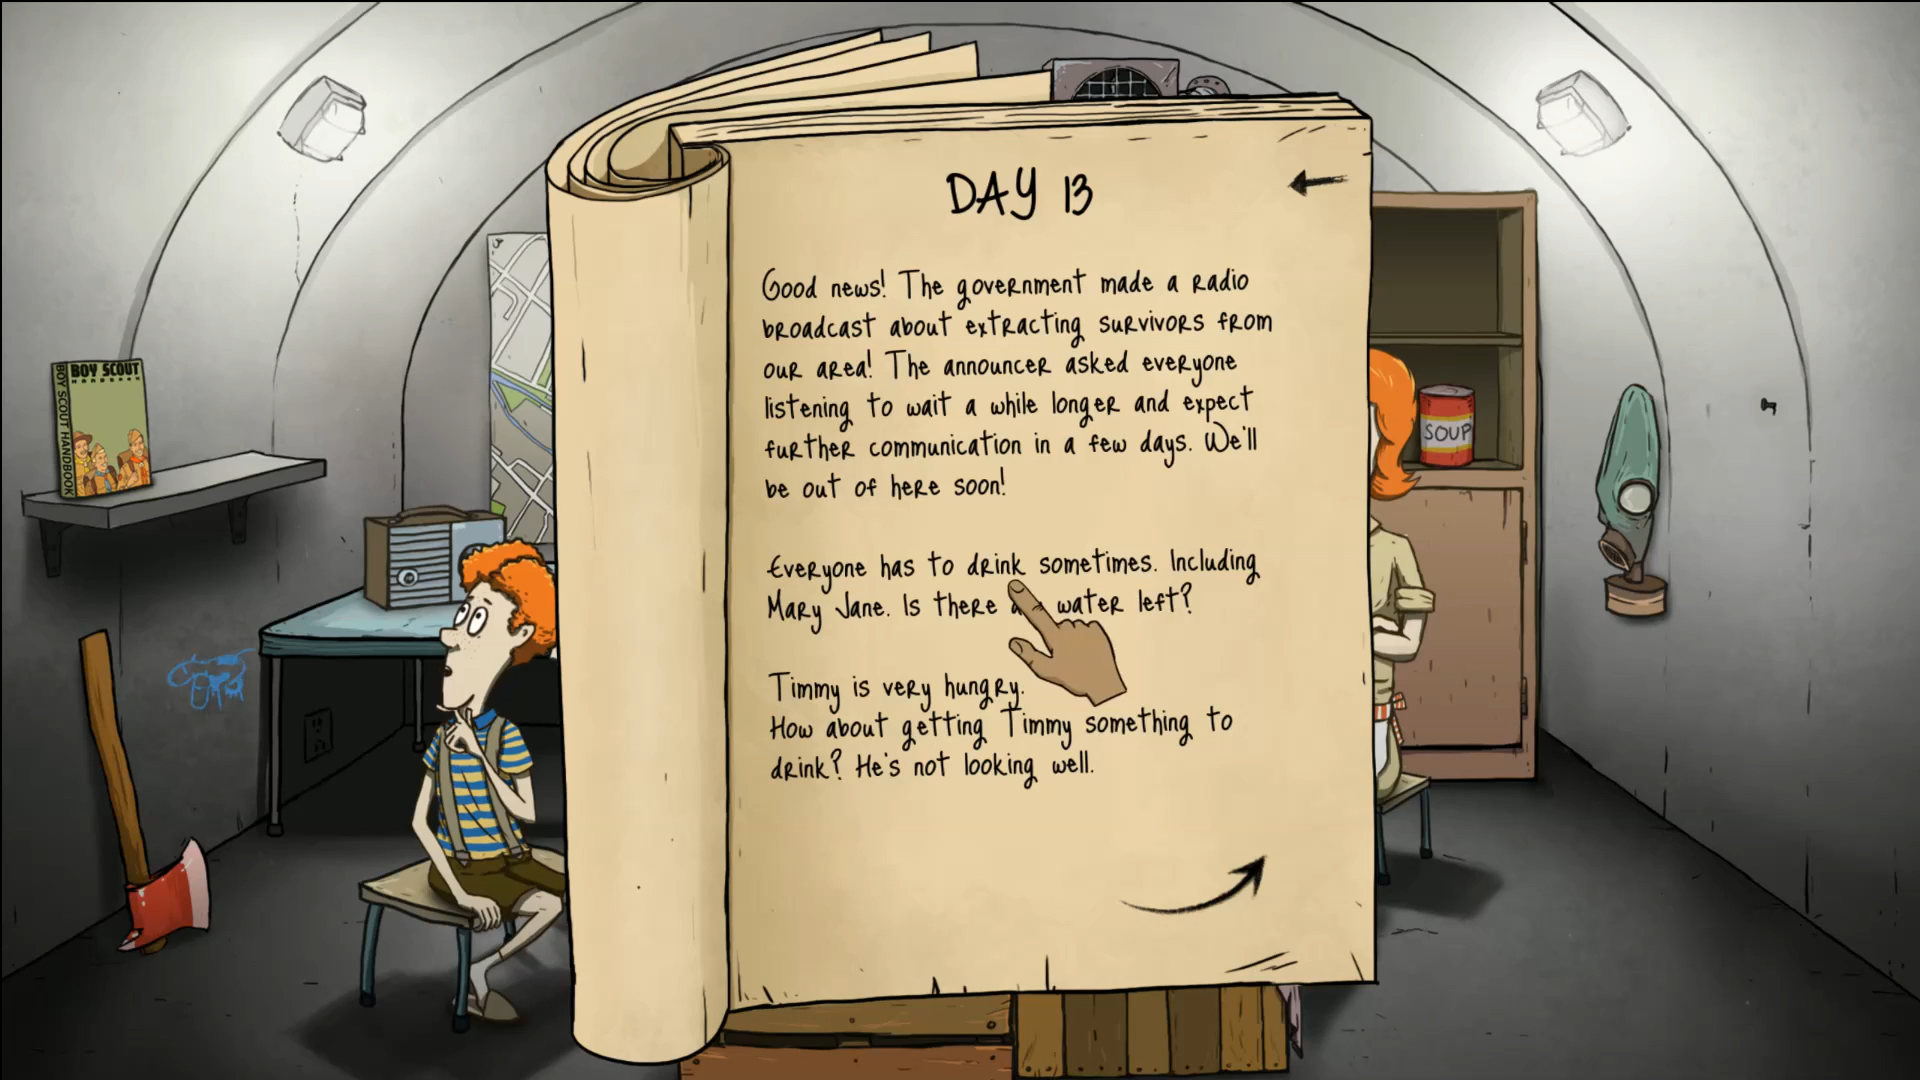 BOY SCOUT
HANDBOOK
BOY SCOUT HANDBOOK
DAY 13
Good news! The government made a radio
broadcast about extracting survivors from
our area! The announcer asked everyone
listening to wait a while longer and expect
further communication in a few days. We'll
be out of here soon!
Everyone has to drink sometimes. Including
Mary Jane. Is there water left?
Timmy is very hungry.
How about getting Timmy something to
drink? He's not looking well.
SOUP